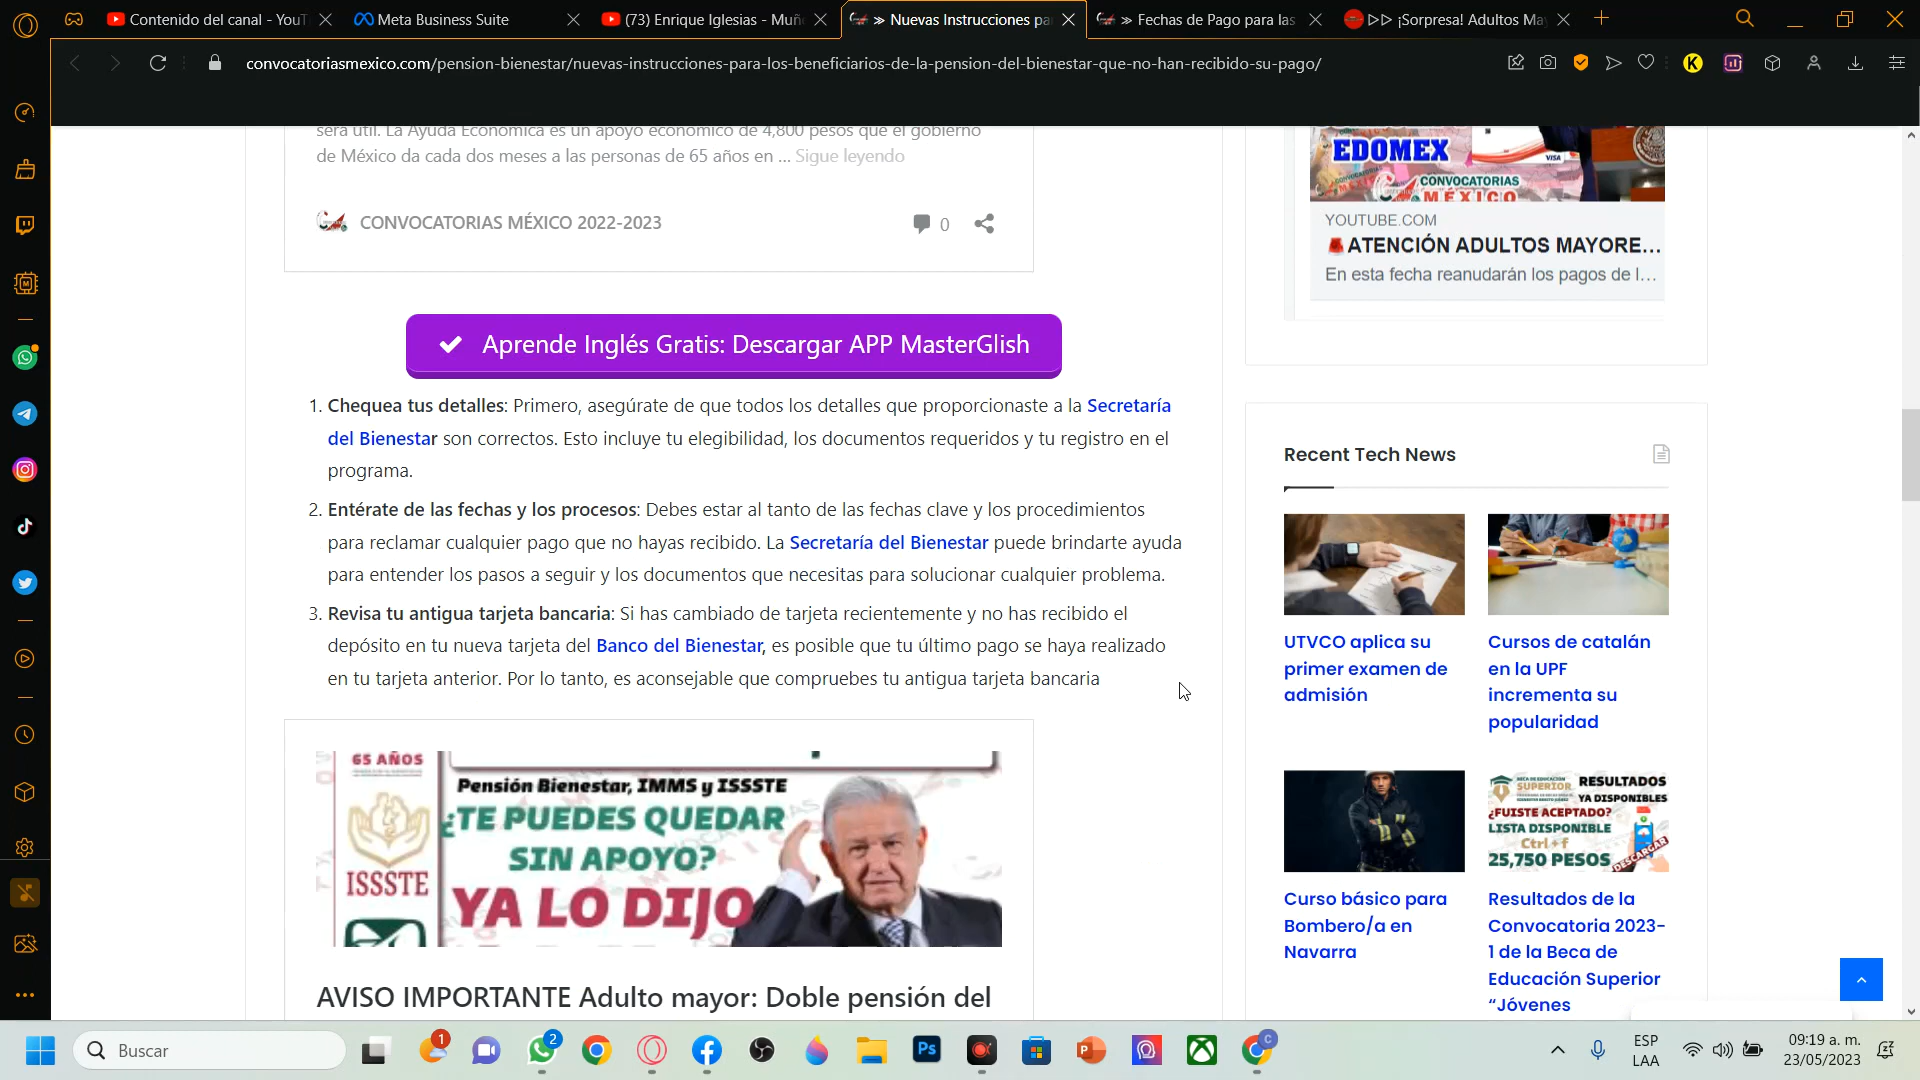 Contenido del canal - YouT
Meta Business Suite
(73) Enrique Iglesias - Muñ
» Nuevas Instrucciones pa
» Fechas de Pago para las
▷▷ ¡Sorpresa! Adultos Ma
convocatoriasmexico.com/pension-bienestar/nuevas-instrucciones-para-los-beneficiarios-de-la-pension-del-bienestar-que-no-han-recibido-su-pago/
será útil. La Ayuda Económica es un apoyo económico de 4,800 pesos que el gobierno
de México da cada dos meses a las personas de 65 años en ... Sigue leyendo
CONVOCATORIAS MÉXICO 2022-2023
0
Aprende Inglés Gratis: Descargar APP MasterGlish
1. Chequea tus detalles: Primero, asegúrate de que todos los detalles que proporcionaste a la Secretaría
del Bienestar son correctos. Esto incluye tu elegibilidad, los documentos requeridos y tu registro en el
programa.
2. Entérate de las fechas y los procesos: Debes estar al tanto de las fechas clave y los procedimientos
para reclamar cualquier pago que no hayas recibido. La Secretaría del Bienestar puede brindarte ayuda
para entender los pasos a seguir y los documentos que necesitas para solucionar cualquier problema.
3. Revisa tu antigua tarjeta bancaria: Si has cambiado de tarjeta recientemente y no has recibido el
depósito en tu nueva tarjeta del Banco del Bienestar, es posible que tu último pago se haya realizado
en tu tarjeta anterior. Por lo tanto, es aconsejable que compruebes tu antigua tarjeta bancaria
65 AÑOS
ISSSTE
Pensión Bienestar, IMMS y ISSSTE
¿TE PUEDES QUEDAR
SIN APOYO?
YA LO DIJO
AVISO IMPORTANTE Adulto mayor: Doble pensión del
EDOMEX
VISA
CONVOCATORIAS
MÉXICO
YOUTUBE.COM
ATENCIÓN ADULTOS MAYORE...
En esta fecha reanudarán los pagos de l...
Recent Tech News
UTVCO aplica su
primer examen de
admisión
Cursos de catalán
en la UPF
incrementa su
popularidad
Curso básico para
Bombero/a en
Navarra
BECA DE EDUCACIÓN
SUPERIOR
RESULTADOS
YA DISPONIBLES
¿FUISTE ACEPTADO?
LISTA DISPONIBLE
Ctrl + f
25,750 PESOS
DESCARGAR
Resultados de la
Convocatoria 2023-
1 de la Beca de
Educación Superior
“Jóvenes
Buscar
1
2
Ps
P
C
ESP
LAA
09:19 a. m.
23/05/2023